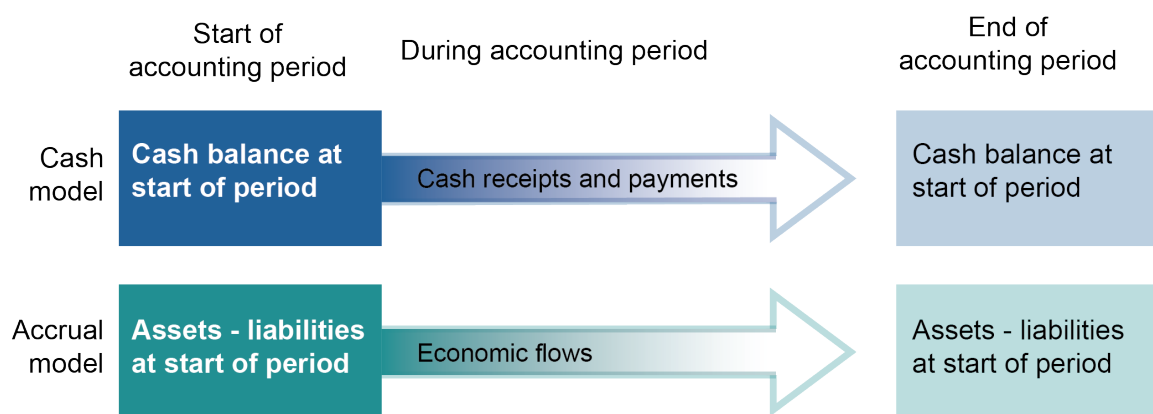 Start of
accounting period
During accounting period
End of
accounting period
Cash
model
Cash balance at
start of period
Cash receipts and payments
Cash balance at
start of period
Accrual
model
Assets - liabilities
at start of period
Economic flows
Assets - liabilities
at start of period